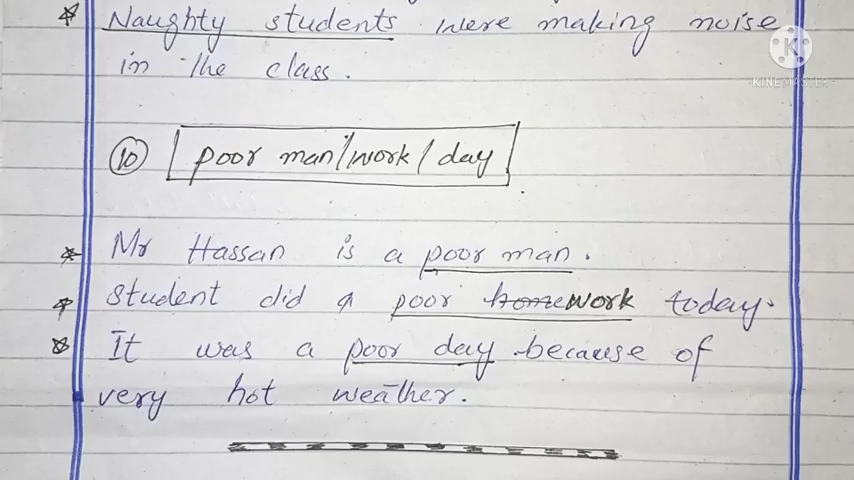 Naughty students were making noise
in the class.
K
KINEMASTER
10 poor man/work/day
Mr Hassan is a poor man.
student did a poor homework today.
It was a poor day because of
very hot weather.